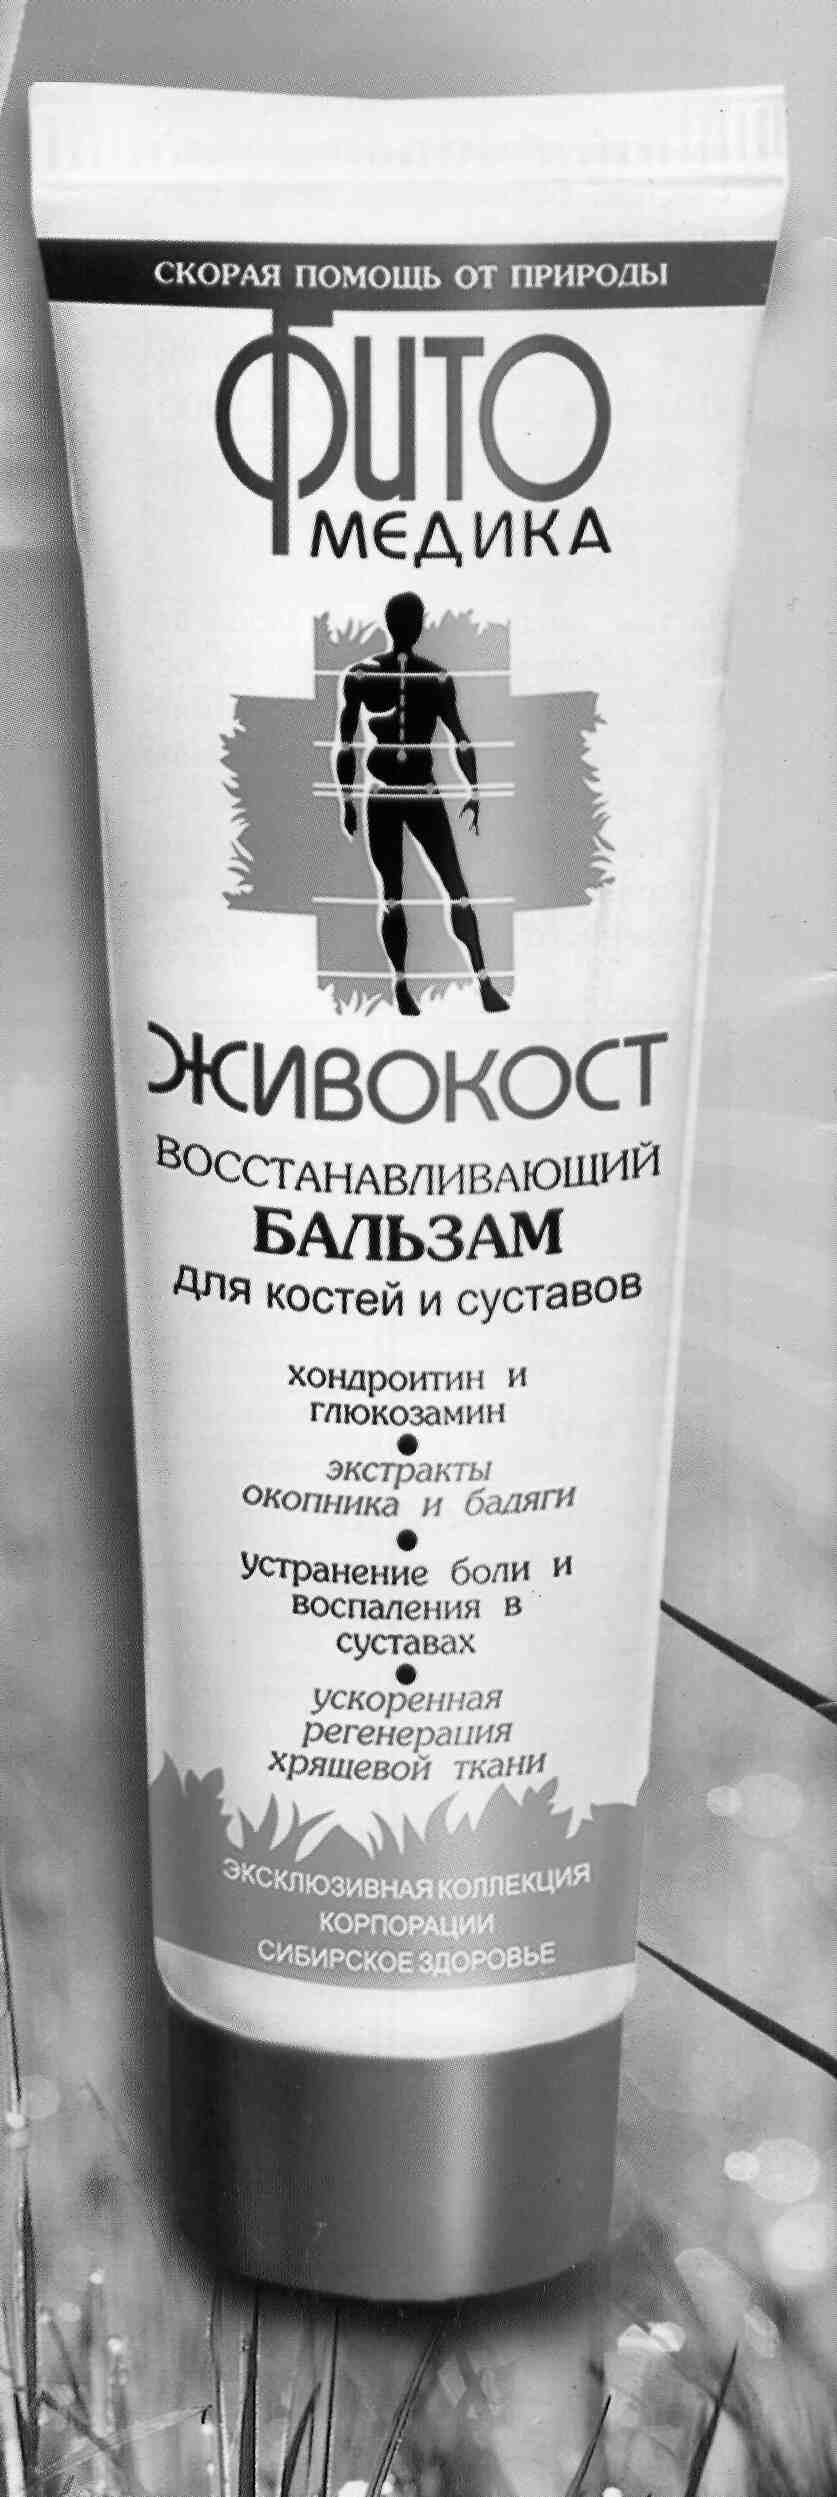 СКОРАЯ ПОМОЩЬ ОТ ПРИРОДЫ
Фито
МЕДИКА
ЖИВОКОСТ
ВОССТАНАВЛИВАЮЩИЙ
БАЛЬЗАМ
для костей и суставов
хондроитин и
глюкозамин
экстракты
окопника и бадяги
устранение боли и
воспаления в
суставах
ускоренная
регенерация
хрящевой ткани
ЭКСКЛЮЗИВНАЯ КОЛЛЕКЦИЯ
КОРПОРАЦИИ
СИБИРСКОЕ ЗДОРОВЬЕ